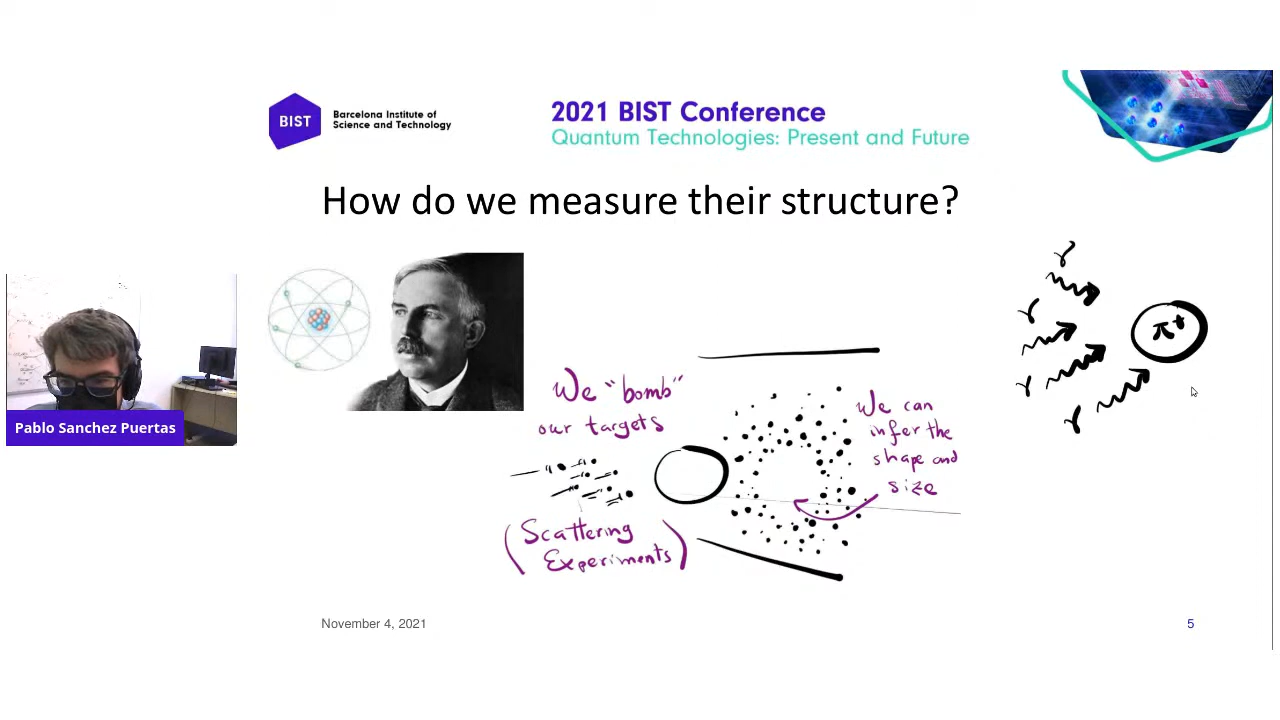 BIST
Barcelona Institute of
Science and Technology
2021 BIST Conference
Quantum Technologies: Present and Future
How do we measure their structure?
Pablo Sanchez Puertas
We "bomb"
our targets
(Scattering
Experiments)
We can
infer the
shape and
size
γ
γ
γ
γ
π+
November 4, 2021
5